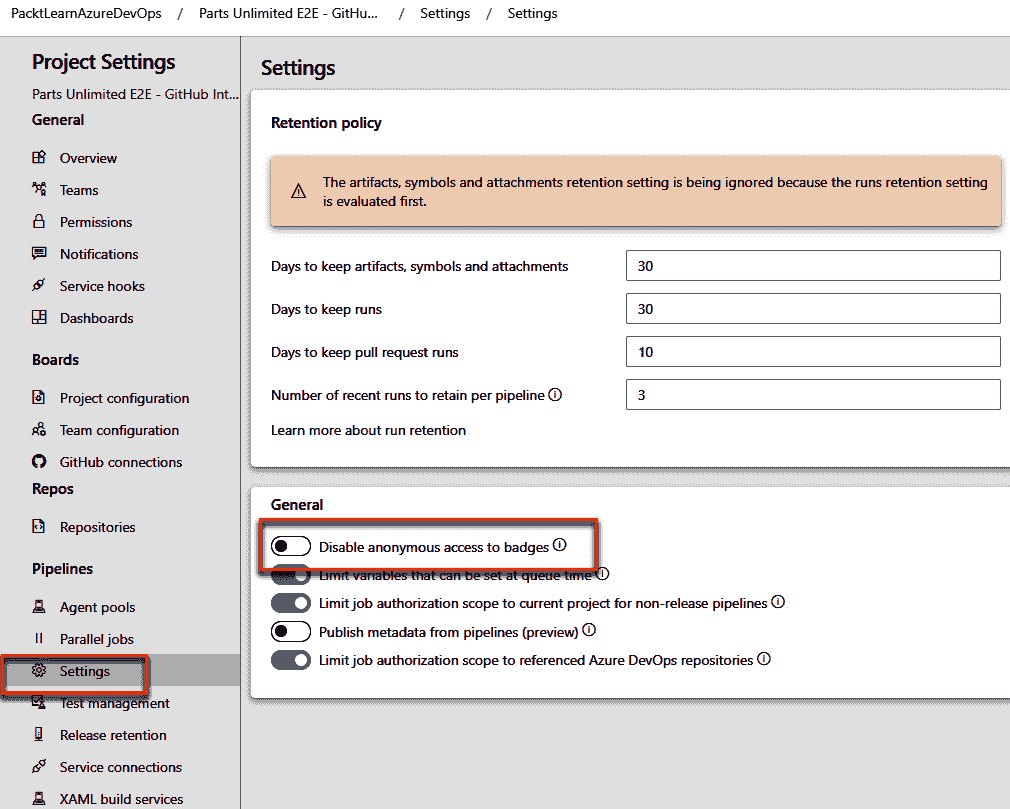 PacktLearnAzureDevOps / Parts Unlimited E2E - GitHu... / Settings / Settings
Project Settings
Parts Unlimited E2E - GitHub Int...
General
Overview
Teams
Permissions
Notifications
Service hooks
Dashboards
Boards
Project configuration
Team configuration
GitHub connections
Repos
Repositories
Pipelines
Agent pools
Parallel jobs
Settings
Test management
Release retention
Service connections
XAML build services
Settings
Retention policy
The artifacts, symbols and attachments retention setting is being ignored because the runs retention setting
is evaluated first.
Days to keep artifacts, symbols and attachments 30
Days to keep runs 30
Days to keep pull request runs 10
Number of recent runs to retain per pipeline 3
Learn more about run retention
General
Disable anonymous access to badges
Limit variables that can be set at queue time
Limit job authorization scope to current project for non-release pipelines
Publish metadata from pipelines (preview)
Limit job authorization scope to referenced Azure DevOps repositories